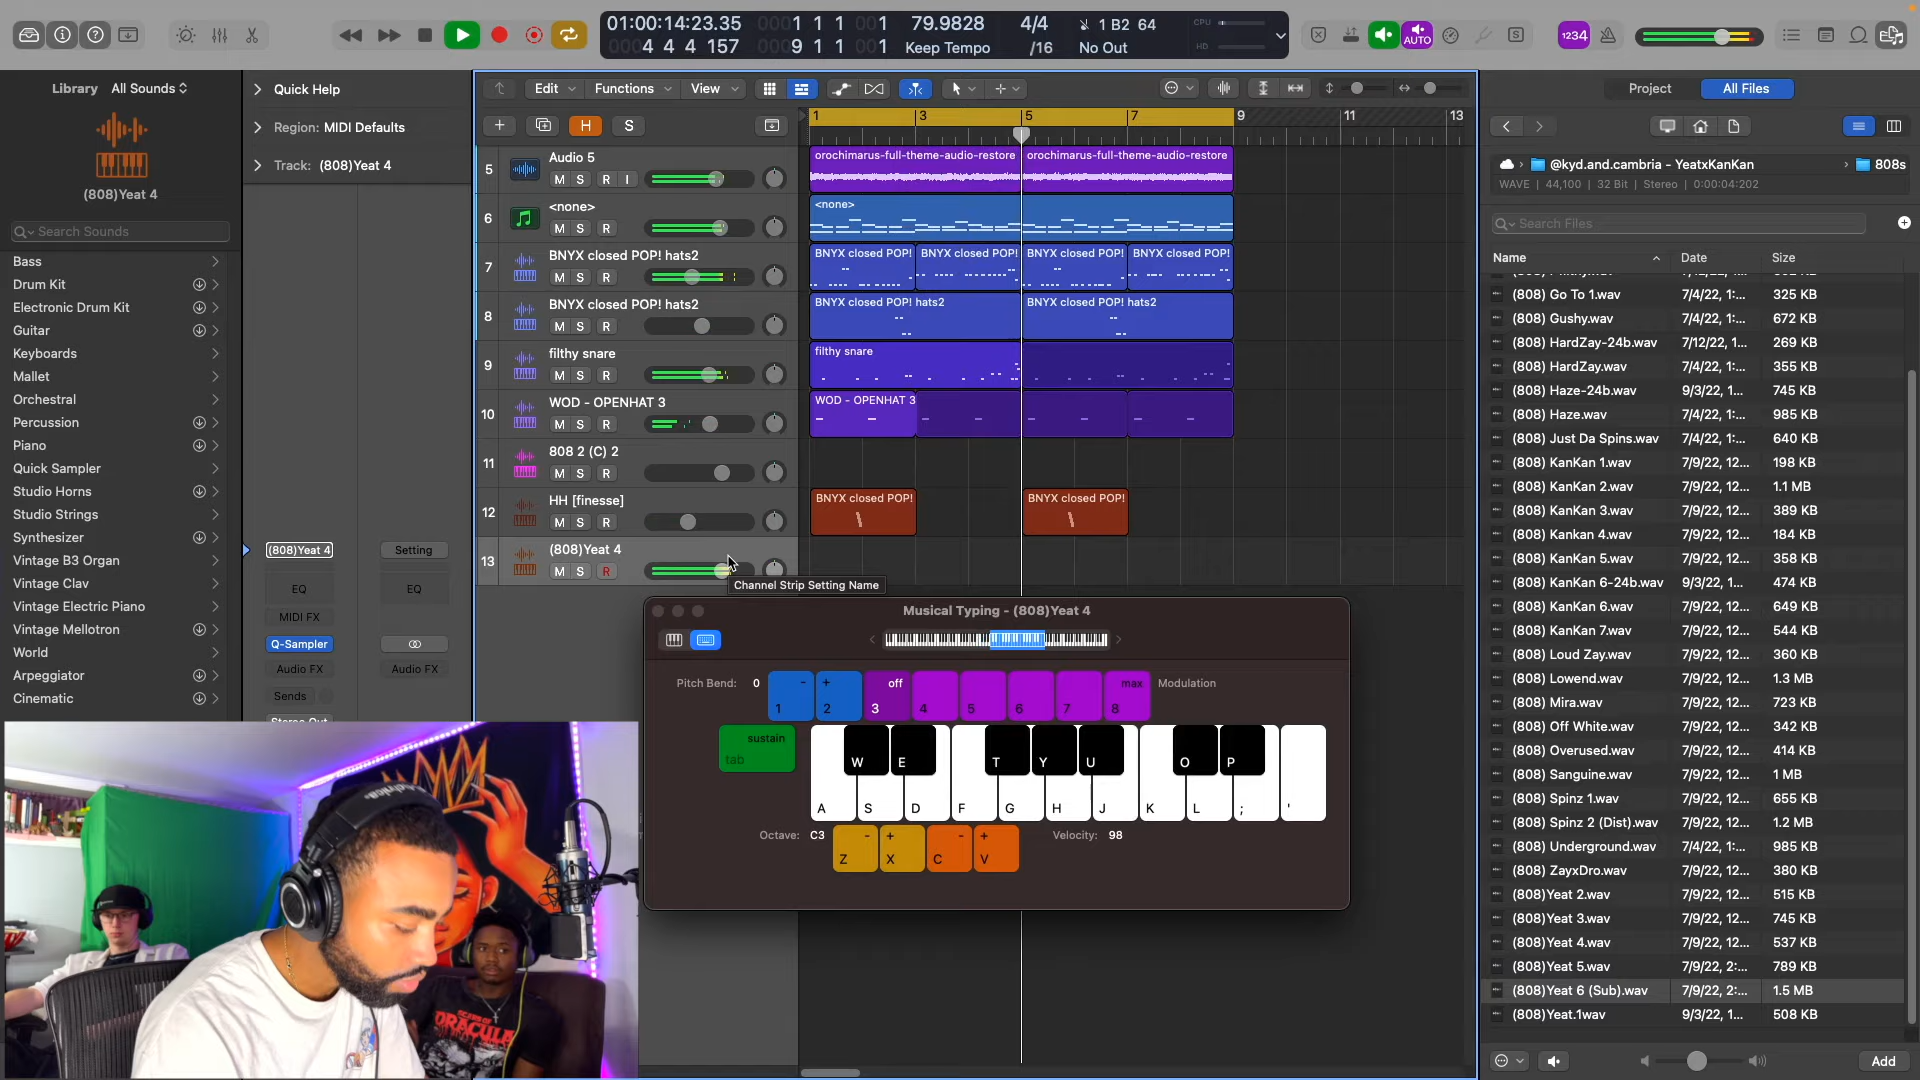 01:00:14:23.35
0001 1 1 001
79.9828
4/4
1 B2 64
CPU
0004 4 4 157
0009 1 1 001
Keep Tempo
/16
No Out
HD
AUTO
1234
S
Library All Sounds
(808)Yeat 4
Search Sounds
Bass
Drum Kit
Electronic Drum Kit
Guitar
Keyboards
Mallet
Orchestral
Percussion
Piano
Quick Sampler
Studio Horns
Studio Strings
Synthesizer
Vintage B3 Organ
Vintage Clav
Vintage Electric Piano
Vintage Mellotron
World
Arpeggiator
Cinematic
Quick Help
Region: MIDI Defaults
Track: (808)Yeat 4
(808)Yeat 4
Setting
EQ
EQ
MIDI FX
Q-Sampler
Audio FX
Audio FX
Sends
Stereo Out
Edit
Functions
View
H
S
1
3
5
7
9
11
13
5
Audio 5
M S R I
orochimarus-full-theme-audio-restore
orochimarus-full-theme-audio-restore
6
<none>
M S R
<none>
7
BNYX closed POP! hats2
M S R
BNYX closed POP!
BNYX closed POP!
BNYX closed POP!
BNYX closed POP!
8
BNYX closed POP! hats2
M S R
BNYX closed POP! hats2
BNYX closed POP! hats2
9
filthy snare
M S R
filthy snare
10
WOD - OPENHAT 3
M S R
WOD - OPENHAT 3
11
808 2 (C) 2
M S R
12
HH [finesse]
M S R
BNYX closed POP!
BNYX closed POP!
13
(808)Yeat 4
M S R
Channel Strip Setting Name
Musical Typing - (808)Yeat 4
Pitch Bend: 0
-
+
off
max
Modulation
1
2
3
4
5
6
7
8
sustain
tab
W
E
T
Y
U
O
P
A
S
D
F
G
H
J
K
L
;
'
Octave: C3
-
+
-
+
Velocity: 98
Z
X
C
V
Project
All Files
@kyd.and.cambria - YeatxKanKan
808s
WAVE | 44,100 | 32 Bit | Stereo | 0:00:04:202
Search Files
Name
Date
Size
(808) Go To 1.wav 7/4/22, 1:... 325 KB
(808) Gushy.wav 7/4/22, 1:... 672 KB
(808) HardZay-24b.wav 7/12/22, 1... 269 KB
(808) HardZay.wav 7/4/22, 1:... 355 KB
(808) Haze-24b.wav 9/3/22, 1... 745 KB
(808) Haze.wav 7/4/22, 1:... 985 KB
(808) Just Da Spins.wav 7/4/22, 1:... 640 KB
(808) KanKan 1.wav 7/9/22, 12... 198 KB
(808) KanKan 2.wav 7/9/22, 12... 1.1 MB
(808) KanKan 3.wav 7/9/22, 12... 389 KB
(808) Kankan 4.wav 7/9/22, 12... 184 KB
(808) KanKan 5.wav 7/9/22, 12... 358 KB
(808) KanKan 6-24b.wav 9/3/22, 1... 474 KB
(808) KanKan 6.wav 7/9/22, 12... 649 KB
(808) KanKan 7.wav 7/9/22, 12... 544 KB
(808) Loud Zay.wav 7/9/22, 12... 360 KB
(808) Lowend.wav 7/9/22, 12... 1.3 MB
(808) Mira.wav 7/9/22, 12... 723 KB
(808) Off White.wav 7/9/22, 12... 342 KB
(808) Overused.wav 7/9/22, 12... 414 KB
(808) Sanguine.wav 7/9/22, 12... 1 MB
(808) Spinz 1.wav 7/9/22, 12... 655 KB
(808) Spinz 2 (Dist).wav 7/9/22, 12... 1.2 MB
(808) Underground.wav 7/4/22, 1:... 985 KB
(808) ZayxDro.wav 7/9/22, 12... 380 KB
(808)Yeat 2.wav 7/9/22, 12... 515 KB
(808)Yeat 3.wav 7/9/22, 12... 745 KB
(808)Yeat 4.wav 7/9/22, 12... 537 KB
(808)Yeat 5.wav 7/9/22, 2:... 789 KB
(808)Yeat 6 (Sub).wav 7/9/22, 2:... 1.5 MB
(808)Yeat.1wav 9/3/22, 1... 508 KB
Add
DRACULA